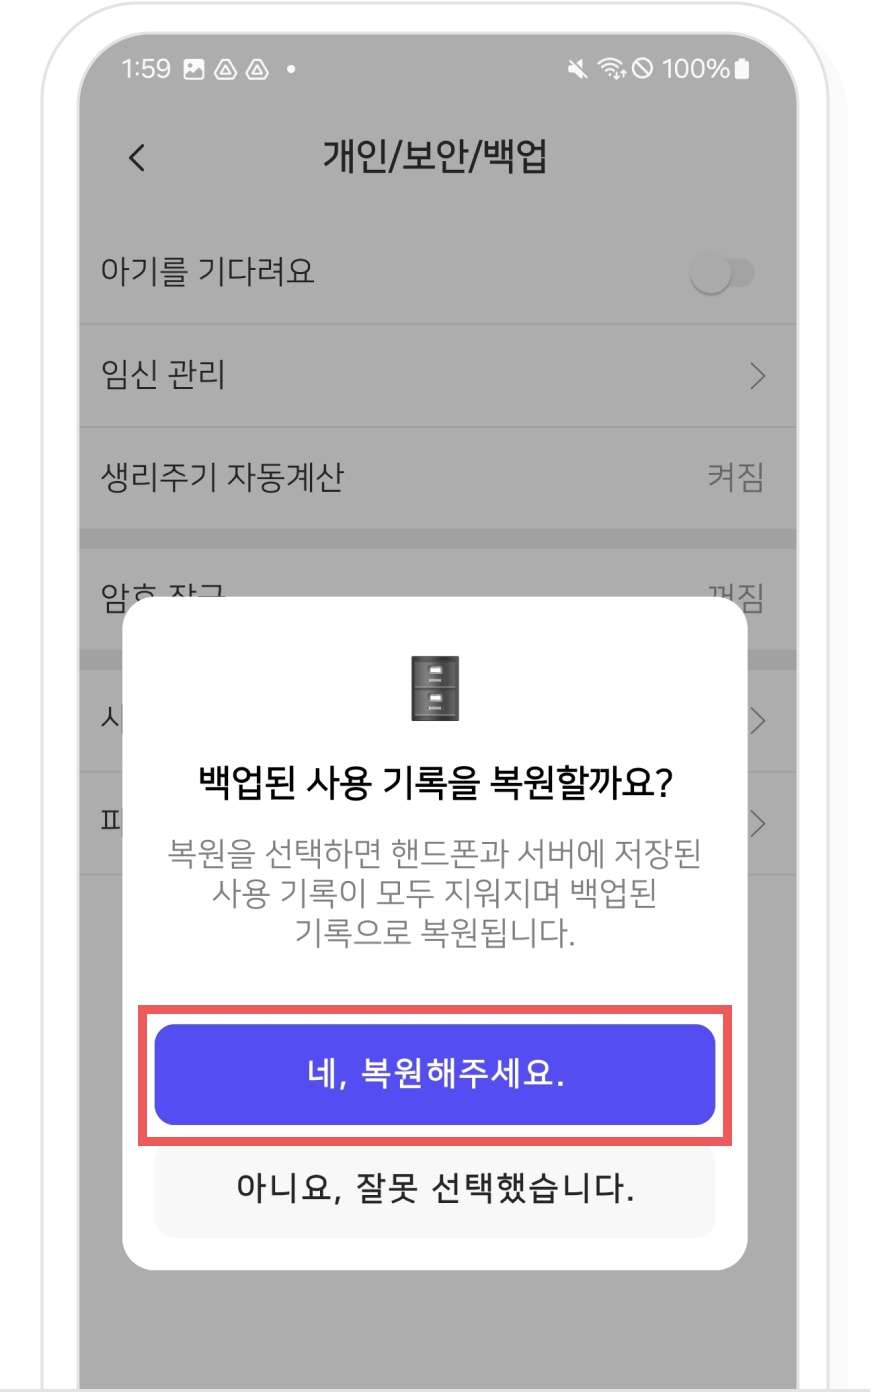 1:59
100%
개인/보안/백업
아기를 기다려요
임신 관리
생리주기 자동계산 켜짐
암호 잠금 꺼짐
백업된 사용 기록을 복원할까요?
복원을 선택하면 핸드폰과 서버에 저장된
사용 기록이 모두 지워지며 백업된
기록으로 복원됩니다.
네, 복원해주세요.
아니요, 잘못 선택했습니다.